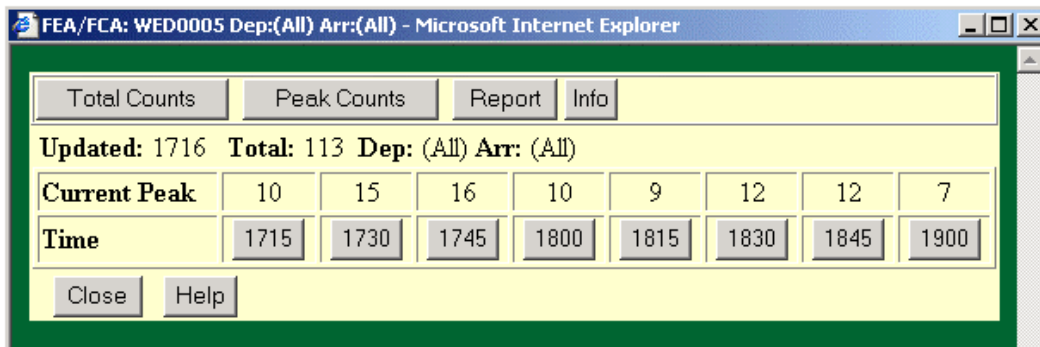 FEA/FCA: WED0005 Dep:(All) Arr:(All) - Microsoft Internet Explorer
Total Counts Peak Counts Report Info
Updated: 1716 Total: 113 Dep: (All) Arr: (All)
Current Peak 10 15 16 10 9 12 12 7
Time 1715 1730 1745 1800 1815 1830 1845 1900
Close Help